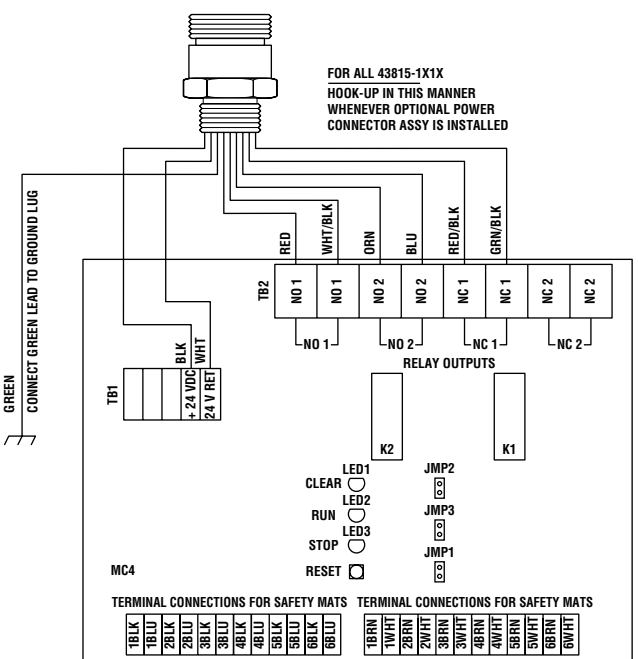 FOR ALL 43815-1X1X
HOOK-UP IN THIS MANNER
WHENEVER OPTIONAL POWER
CONNECTOR ASSY IS INSTALLED
GREEN
CONNECT GREEN LEAD TO GROUND LUG
RED
WHT/BLK
ORN
BLU
RED/BLK
GRN/BLK
TB2
NO 1
NO 1
NO 2
NO 2
NC 1
NC 1
NC 2
NC 2
NO 1
NO 2
NC 1
NC 2
RELAY OUTPUTS
BLK
WHT
TB1
+ 24 VDC
24 V RET
K2
K1
LED1
CLEAR
LED2
RUN
LED3
STOP
RESET
JMP2
JMP3
JMP1
MC4
TERMINAL CONNECTIONS FOR SAFETY MATS
TERMINAL CONNECTIONS FOR SAFETY MATS
1BLK
1BLU
2BLK
2BLU
3BLK
3BLU
4BLK
4BLU
5BLK
5BLU
6BLK
6BLU
1BRN
1WHT
2BRN
2WHT
3BRN
3WHT
4BRN
4WHT
5BRN
5WHT
6BRN
6WHT